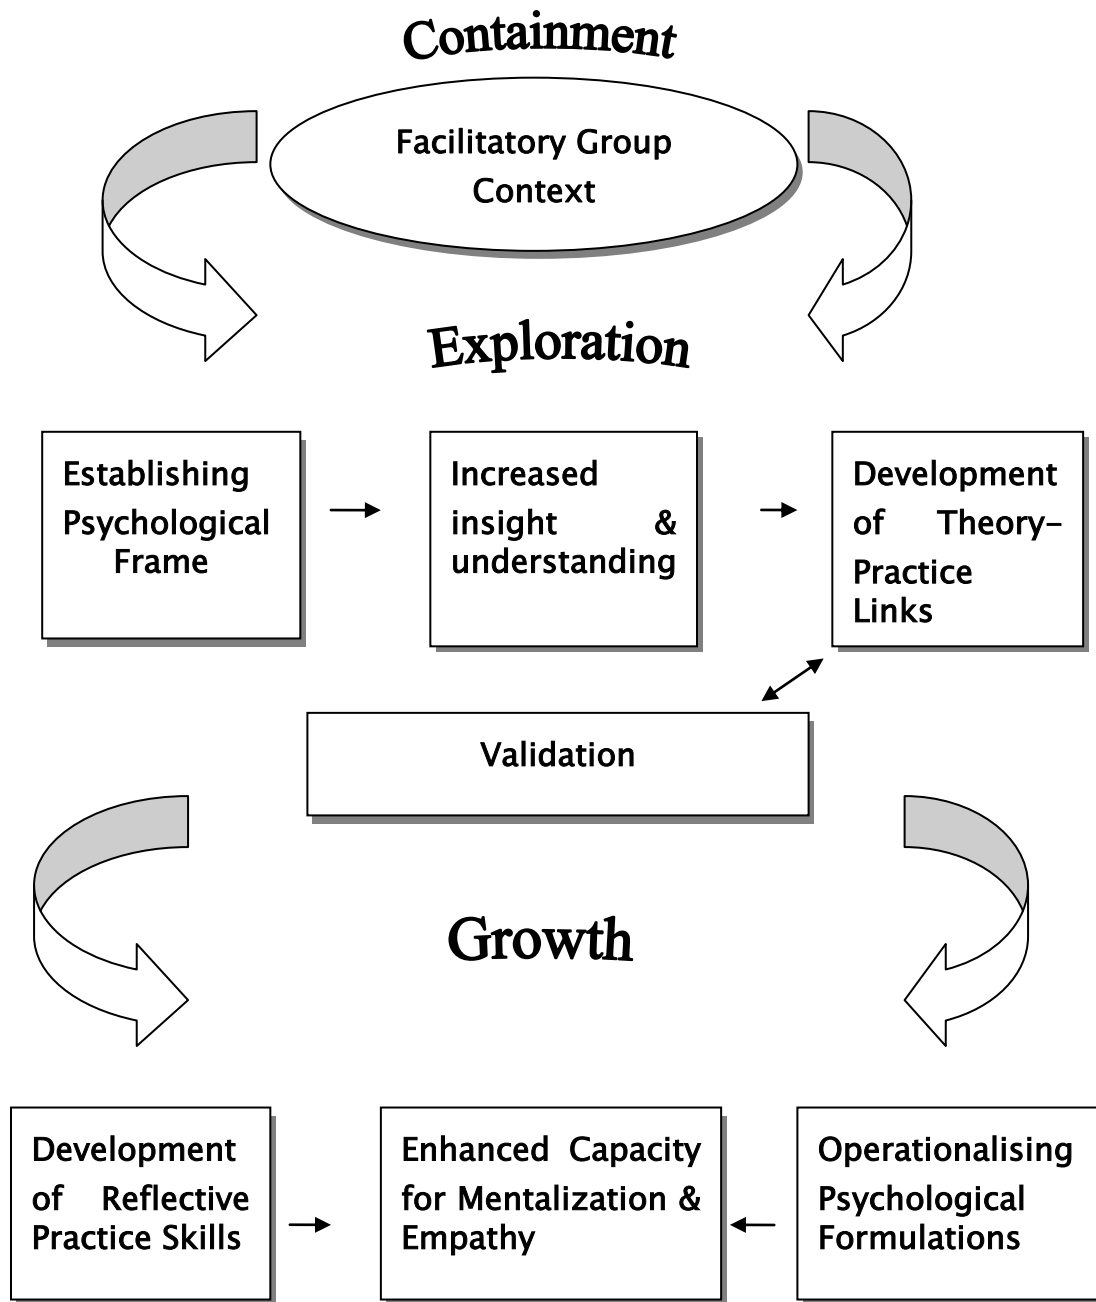 Containment
Facilitatory Group
Context
Exploration
Establishing
Psychological
Frame
Increased
insight &
understanding
Development
of Theory-
Practice
Links
Validation
Growth
Development
of Reflective
Practice Skills
Enhanced Capacity
for Mentalization &
Empathy
Operationalising
Psychological
Formulations